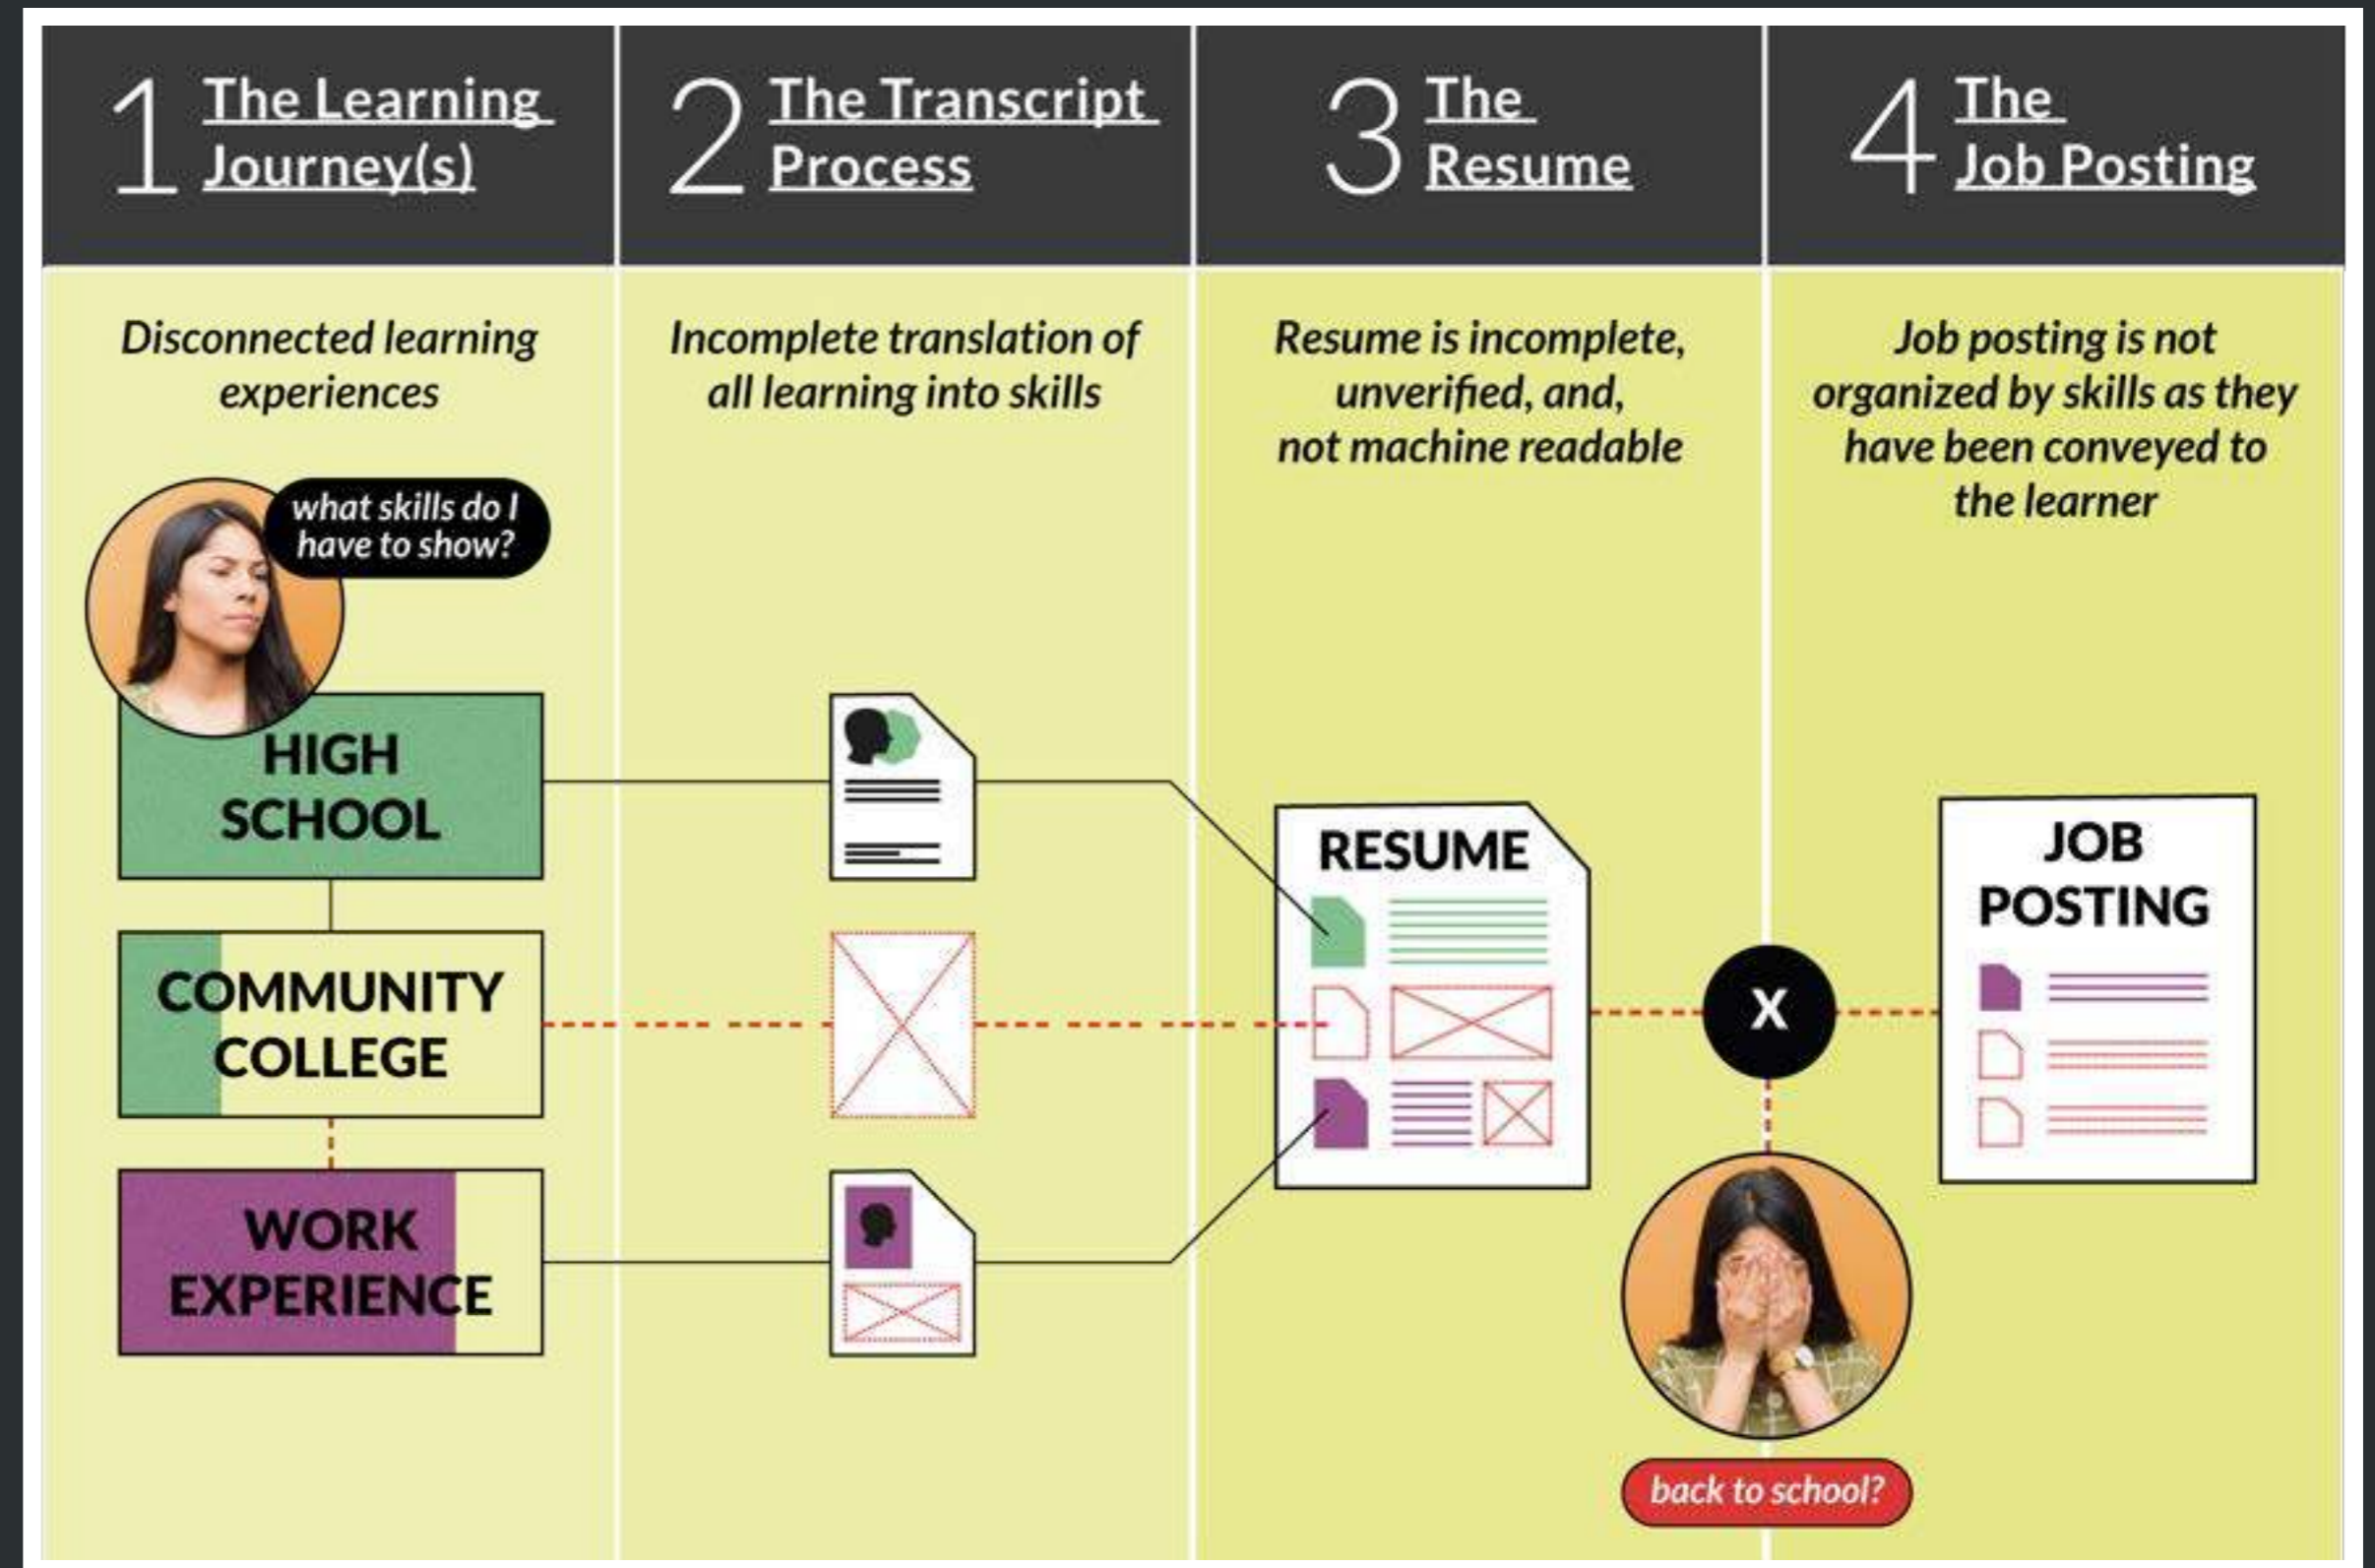 1 The Learning
Journey(s)
2 The Transcript
Process
3 The
Resume
4 The
Job Posting
Disconnected learning
experiences
Incomplete translation of
all learning into skills
Resume is incomplete,
unverified, and,
not machine readable
Job posting is not
organized by skills as they
have been conveyed to
the learner
what skills do I
have to show?
HIGH
SCHOOL
COMMUNITY
COLLEGE
WORK
EXPERIENCE
RESUME
X
JOB
POSTING
back to school?